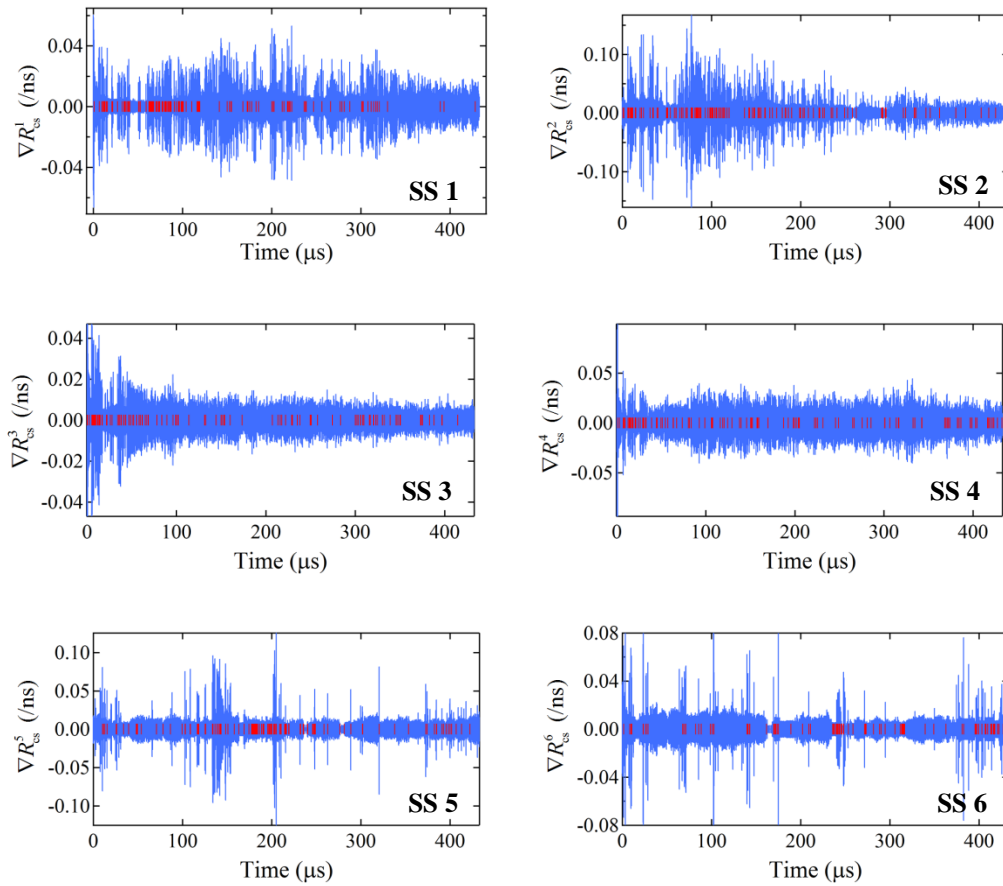 ∇R¹cs (/ns)
0.04
0.00
-0.04
SS 1
0 100 200 300 400
Time (μs)
∇R²cs (/ns)
0.10
0.00
-0.10
SS 2
0 100 200 300 400
Time (μs)
∇R³cs (/ns)
0.04
0.02
0.00
-0.02
-0.04
SS 3
0 100 200 300 400
Time (μs)
∇R⁴cs (/ns)
0.05
0.00
-0.05
SS 4
0 100 200 300 400
Time (μs)
∇R⁵cs (/ns)
0.10
0.05
0.00
-0.05
-0.10
SS 5
0 100 200 300 400
Time (μs)
∇R⁶cs (/ns)
0.08
0.04
0.00
-0.04
-0.08
SS 6
0 100 200 300 400
Time (μs)